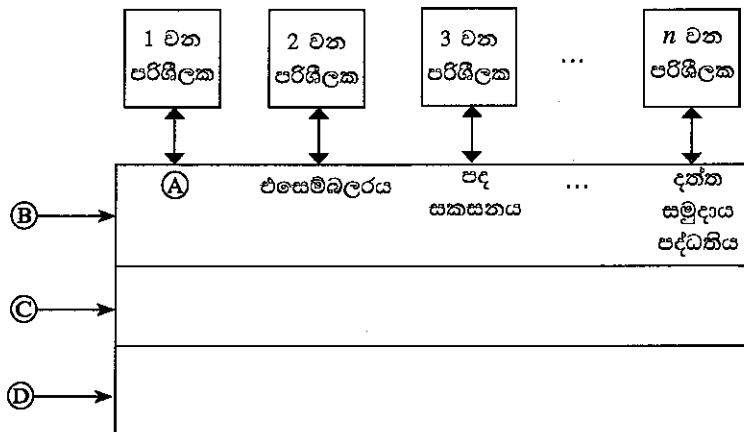 1 වන
පරිශීලක
2 වන
පරිශීලක
3 වන
පරිශීලක
...
n වන
පරිශීලක
A
එසෙම්බලරය
පද
සකසනය
...
දත්ත
සමුදාය
පද්ධතිය
B
C
D